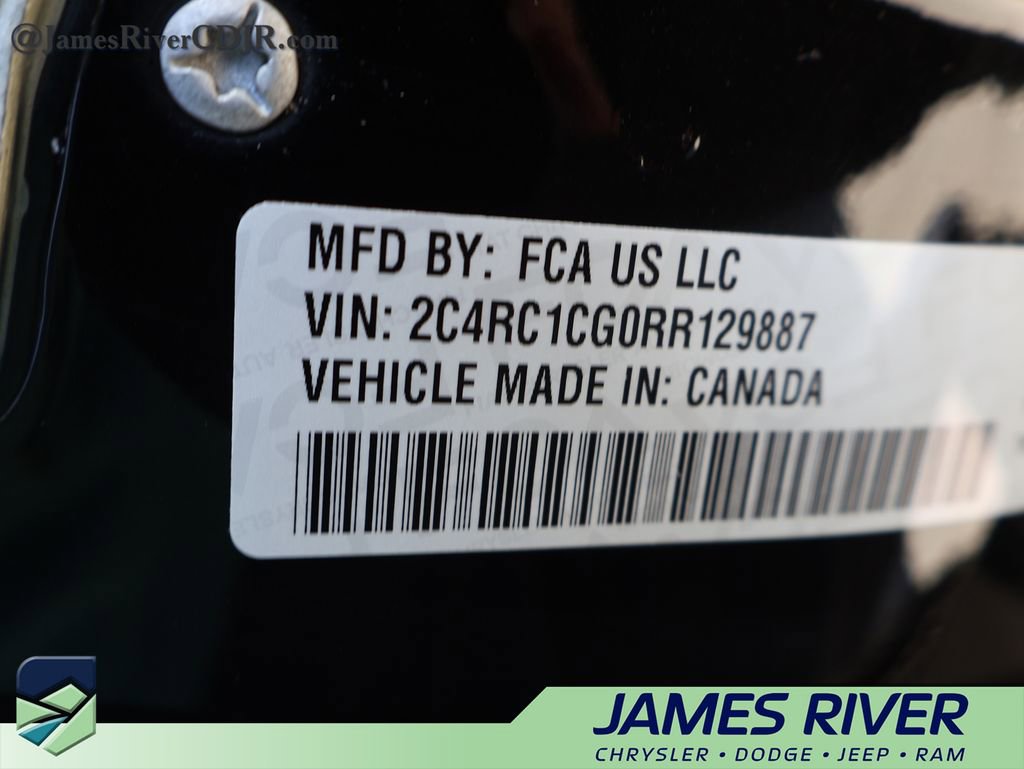 @JamesRiverCDJR.com
MFD BY: FCA US LLC
VIN: 2C4RC1CG0RR129887
VEHICLE MADE IN: CANADA
JAMES RIVER
CHRYSLER • DODGE • JEEP • RAM